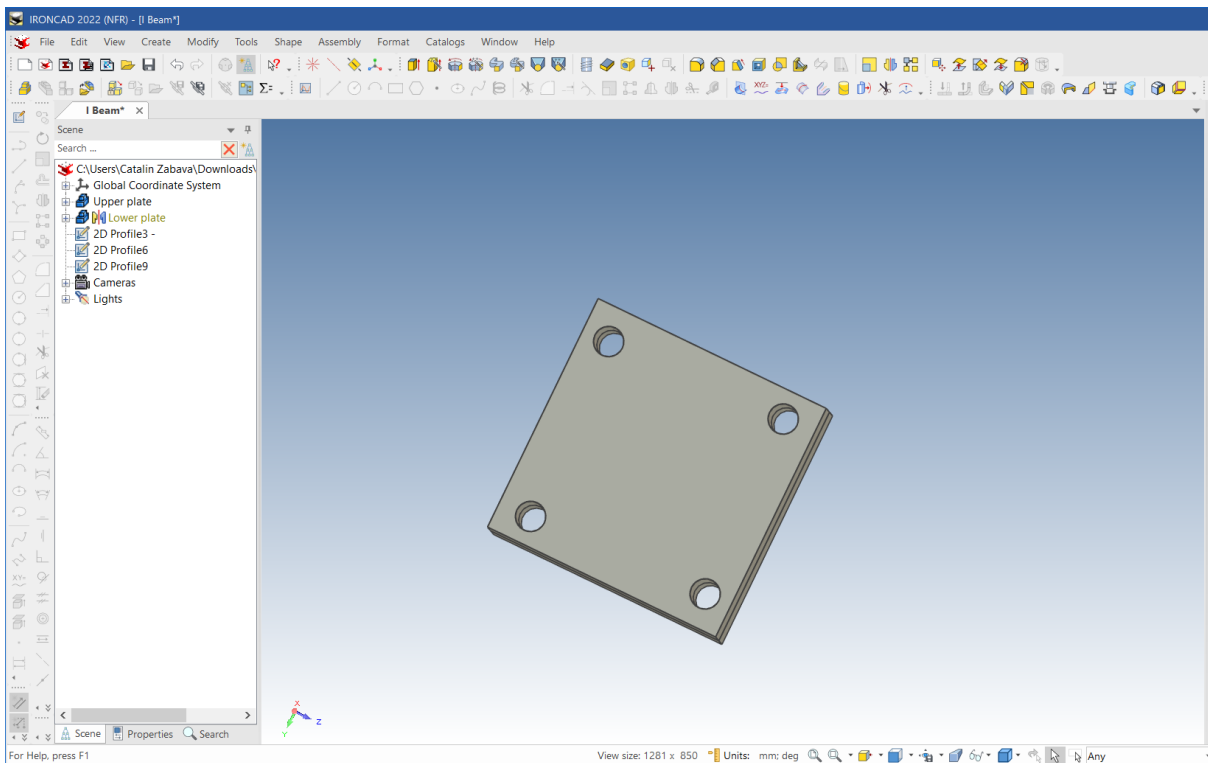 IRONCAD 2022 (NFR) - [I Beam*]
File Edit View Create Modify Tools Shape Assembly Format Catalogs Window Help
I Beam* ×
Scene
Search ...
C:\Users\Catalin Zabava\Downloads\
Global Coordinate System
Upper plate
Lower plate
2D Profile3 -
2D Profile6
2D Profile9
Cameras
Lights
X
Z
Y
Scene Properties Search
For Help, press F1 View size: 1281 x 850 Units: mm; deg Any